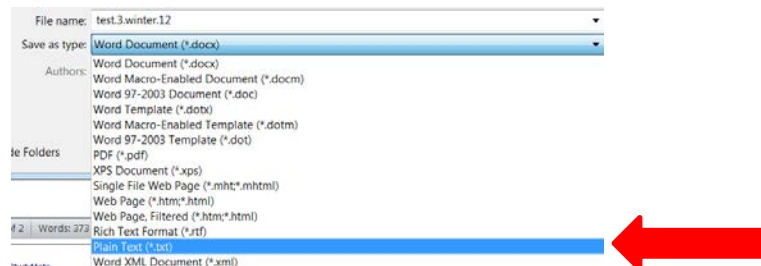 File name: test.3.winter.12
Save as type: Word Document (*.docx)
Authors: Word Document (*.docx)
Word Macro-Enabled Document (*.docm)
Word 97-2003 Document (*.doc)
Word Template (*.dotx)
Word Macro-Enabled Template (*.dotm)
Word 97-2003 Template (*.dot)
de Folders PDF (*.pdf)
XPS Document (*.xps)
Single File Web Page (*.mht;*.mhtml)
Web Page (*.htm;*.html)
Web Page, Filtered (*.htm;*.html)
of 2 Words: 373 Rich Text Format (*.rtf)
Plain Text (*.txt)
Word XML Document (*.xml)